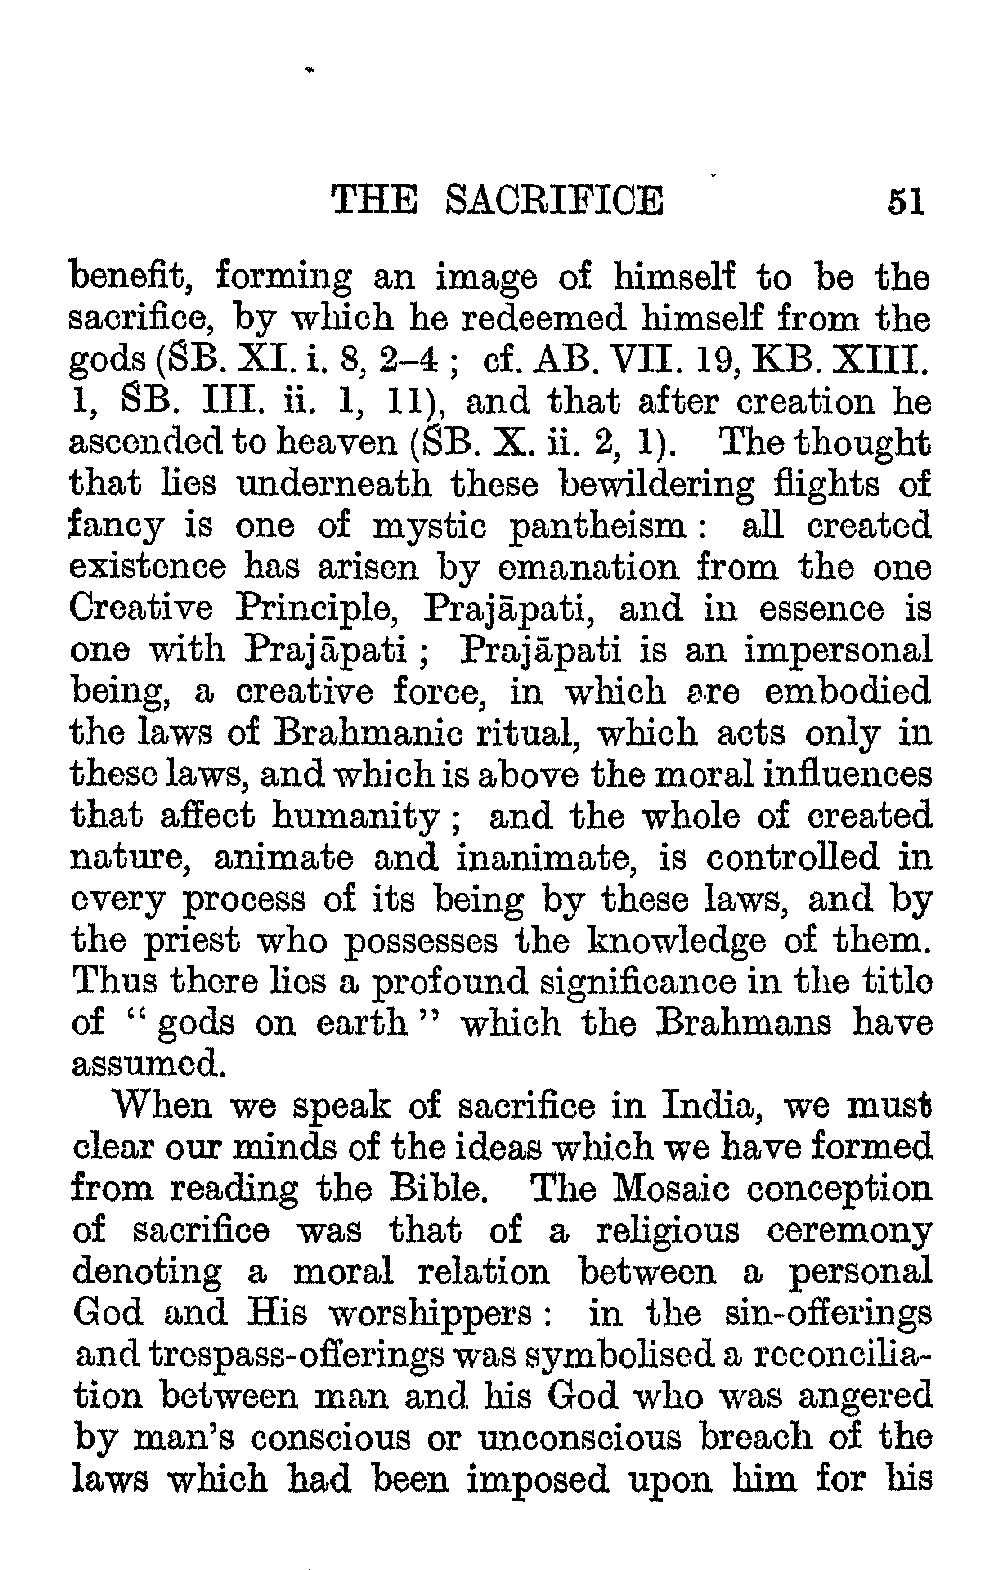 THE SACRIFICE 51
benefit, forming an image of himself to be the
sacrifice, by which he redeemed himself from the
gods (ŚB. XI. i. 8, 2–4 ; cf. AB. VII. 19, KB. XIII.
1, ŚB. III. ii. 1, 11), and that after creation he
ascended to heaven (ŚB. X. ii. 2, 1). The thought
that lies underneath these bewildering flights of
fancy is one of mystic pantheism : all created
existence has arisen by emanation from the one
Creative Principle, Prajāpati, and in essence is
one with Prajāpati ; Prajāpati is an impersonal
being, a creative force, in which are embodied
the laws of Brahmanic ritual, which acts only in
these laws, and which is above the moral influences
that affect humanity ; and the whole of created
nature, animate and inanimate, is controlled in
every process of its being by these laws, and by
the priest who possesses the knowledge of them.
Thus there lies a profound significance in the title
of “ gods on earth ” which the Brahmans have
assumed.
When we speak of sacrifice in India, we must
clear our minds of the ideas which we have formed
from reading the Bible. The Mosaic conception
of sacrifice was that of a religious ceremony
denoting a moral relation between a personal
God and His worshippers : in the sin-offerings
and trespass-offerings was symbolised a reconcilia-
tion between man and his God who was angered
by man’s conscious or unconscious breach of the
laws which had been imposed upon him for his